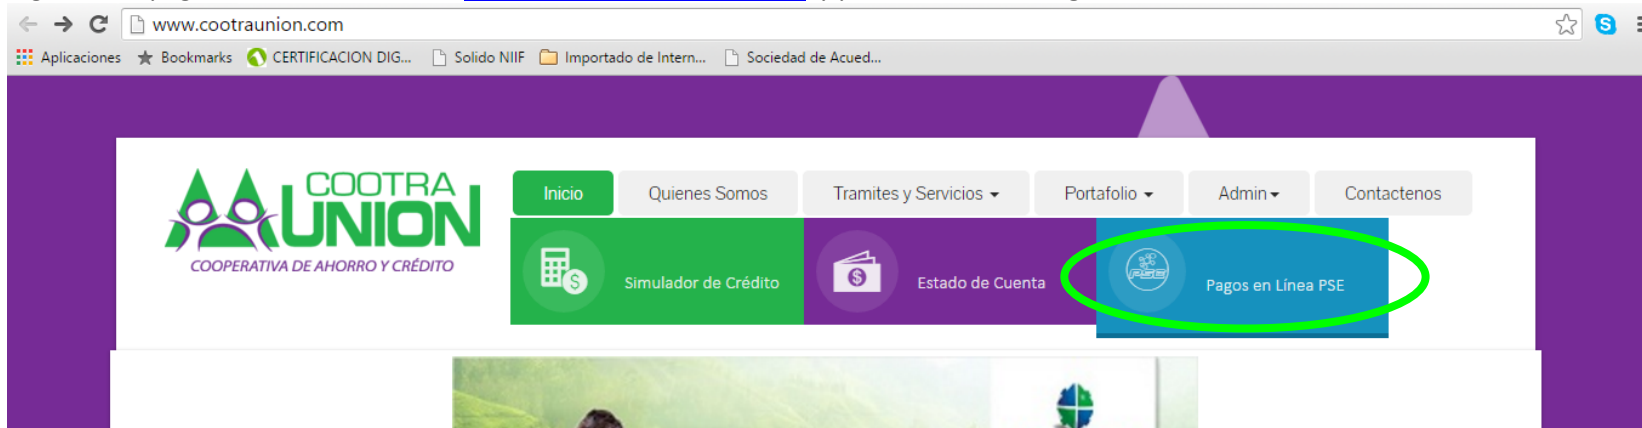 www.cootraunion.com
Aplicaciones Bookmarks CERTIFICACION DIG... Solido NIIF Importado de Intern... Sociedad de Acued...
COOTRA
UNION
COOPERATIVA DE AHORRO Y CRÉDITO
Inicio Quienes Somos Tramites y Servicios Portafolio Admin Contactenos
Simulador de Crédito Estado de Cuenta PSE Pagos en Línea PSE